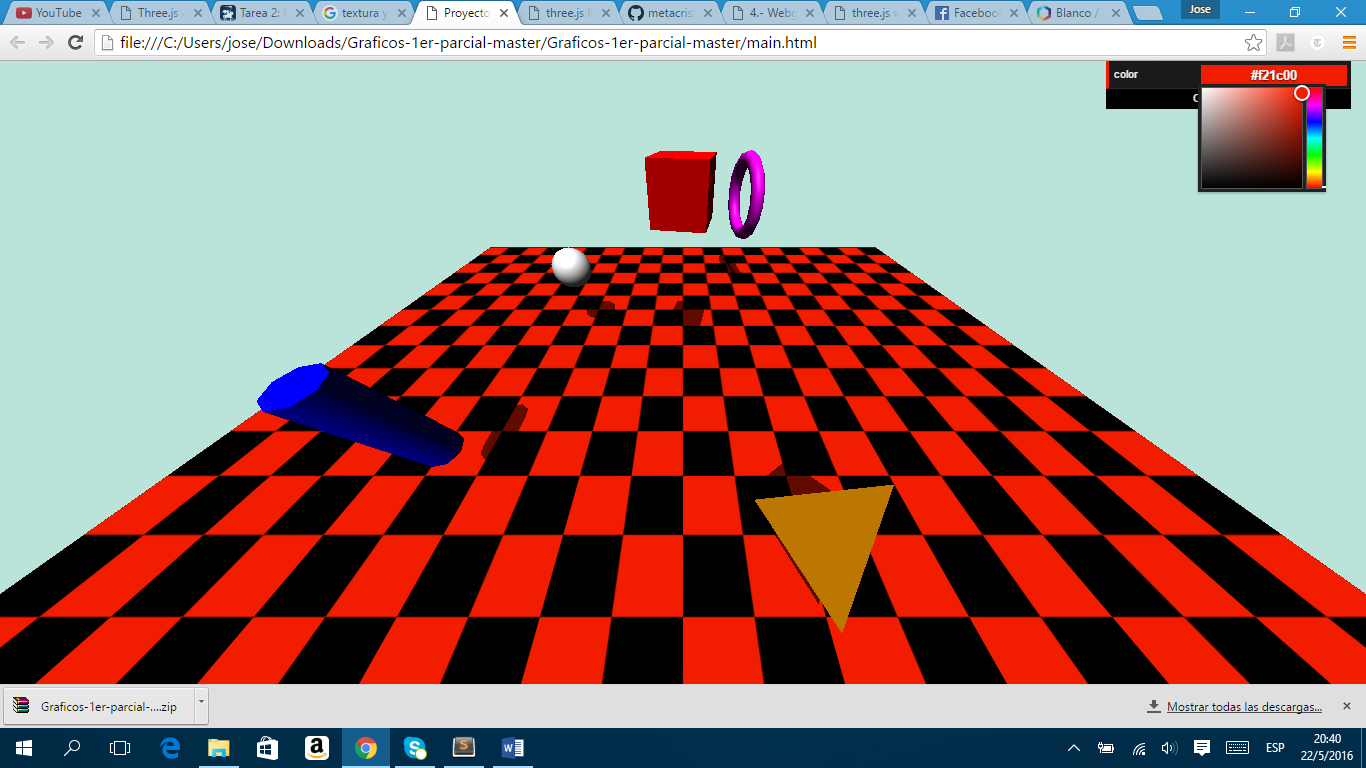 YouTube
Three.js
Tarea 2:
textura y
Proyecto
three.js
metacris
4.- Webg
three.js
Facebook
Blanco /
Jose
file:///C:/Users/jose/Downloads/Graficos-1er-parcial-master/Graficos-1er-parcial-master/main.html
color
#f21c00
C
Graficos-1er-parcial-....zip
Mostrar todas las descargas...
ESP
20:40
22/5/2016